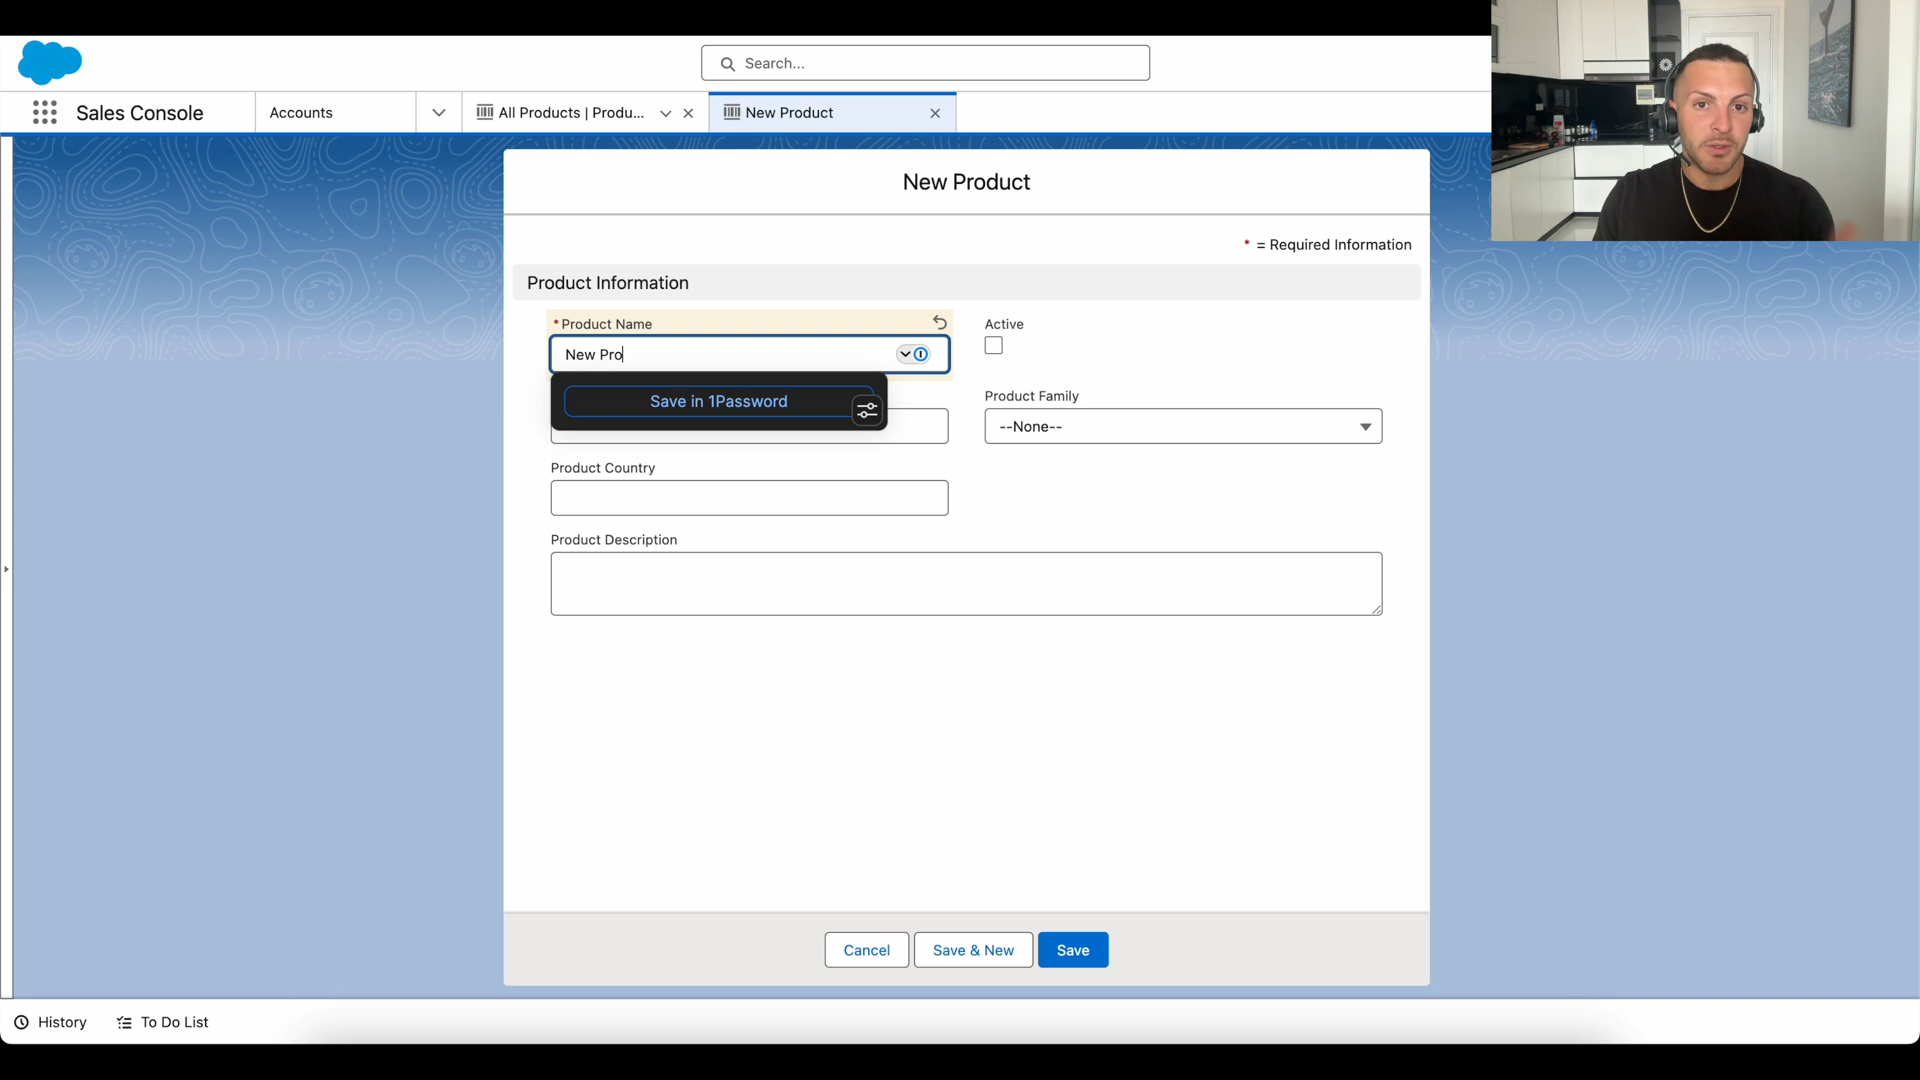 Search...
Sales Console
Accounts
All Products | Produ...
New Product
New Product
* = Required Information
Product Information
* Product Name
New Pro
Active
Save in 1Password
Product Family
--None--
Product Country
Product Description
Cancel
Save & New
Save
History
To Do List